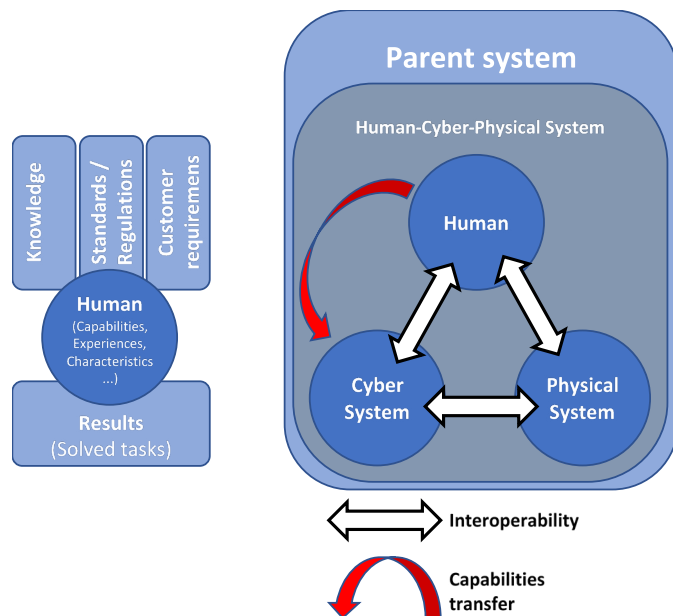 Knowledge
Standards /
Regulations
Customer
requiremens
Human
(Capabilities,
Experiences,
Characteristics
...)
Results
(Solved tasks)
Parent system
Human-Cyber-Physical System
Human
Cyber
System
Physical
System
Interoperability
Capabilities
transfer